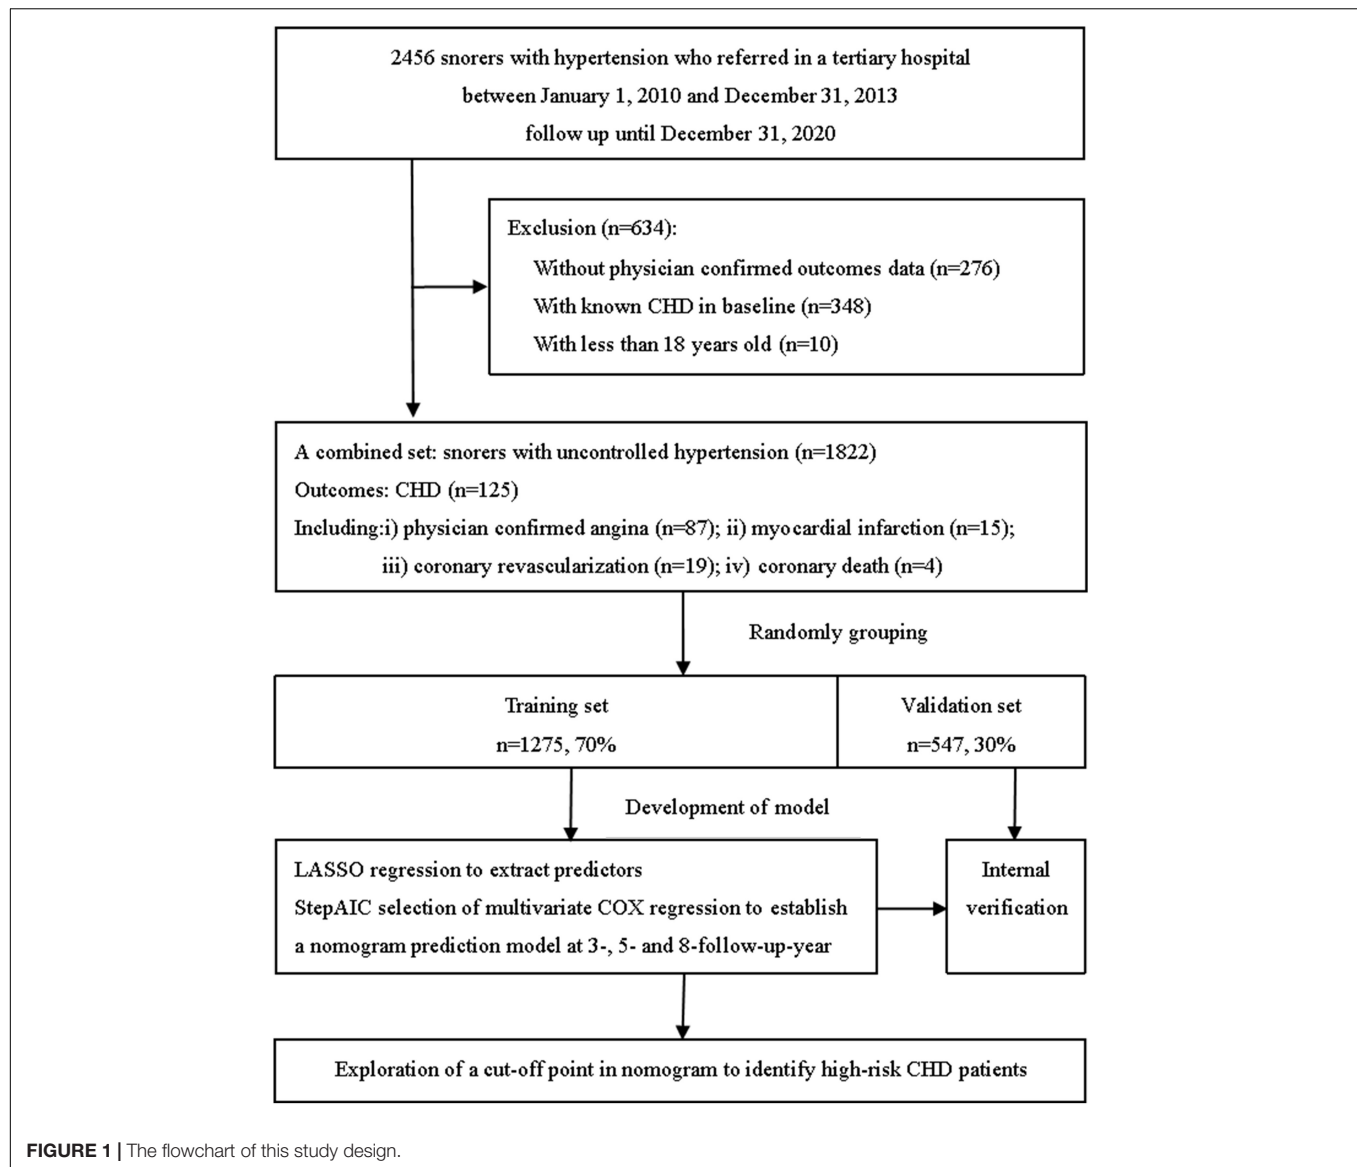 2456 snorers with hypertension who referred in a tertiary hospital
between January 1, 2010 and December 31, 2013
follow up until December 31, 2020
Exclusion (n=634):
Without physician confirmed outcomes data (n=276)
With known CHD in baseline (n=348)
With less than 18 years old (n=10)
A combined set: snorers with uncontrolled hypertension (n=1822)
Outcomes: CHD (n=125)
Including:i) physician confirmed angina (n=87); ii) myocardial infarction (n=15);
iii) coronary revascularization (n=19); iv) coronary death (n=4)
Randomly grouping
Training set
n=1275, 70%
Validation set
n=547, 30%
Development of model
LASSO regression to extract predictors
StepAIC selection of multivariate COX regression to establish
a nomogram prediction model at 3-, 5- and 8-follow-up-year
Internal
verification
Exploration of a cut-off point in nomogram to identify high-risk CHD patients
FIGURE 1 | The flowchart of this study design.